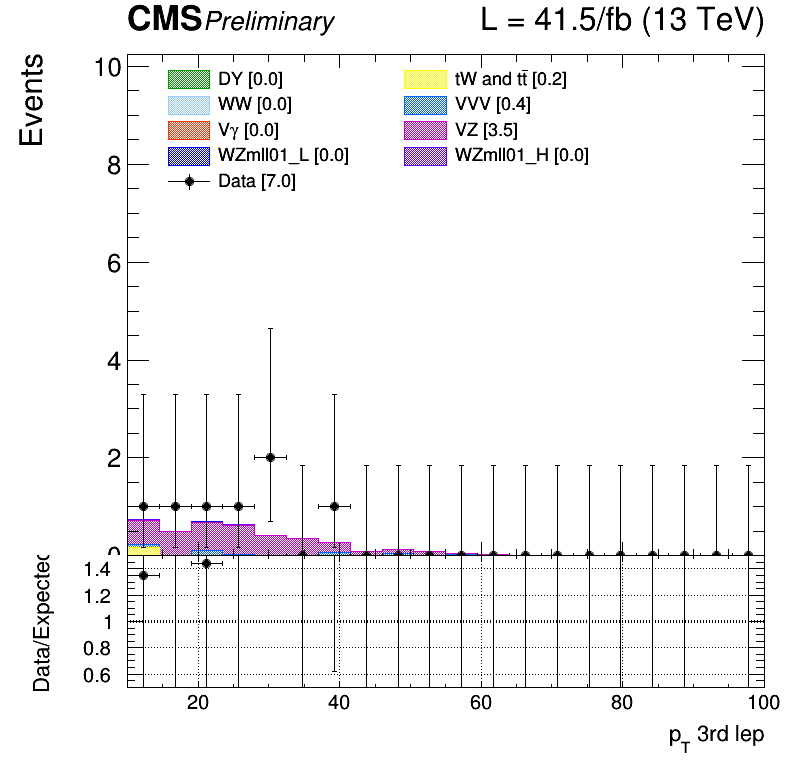 CMS Preliminary L = 41.5/fb (13 TeV)
Events
10
8
6
4
2
0
DY [0.0]
tW and tt̄ [0.2]
WW [0.0]
VVV [0.4]
Vγ [0.0]
VZ [3.5]
WZmll01_L [0.0]
WZmll01_H [0.0]
Data [7.0]
Data/Expected
1.4
1.2
1
0.8
0.6
20 40 60 80 100
p_T 3rd lep